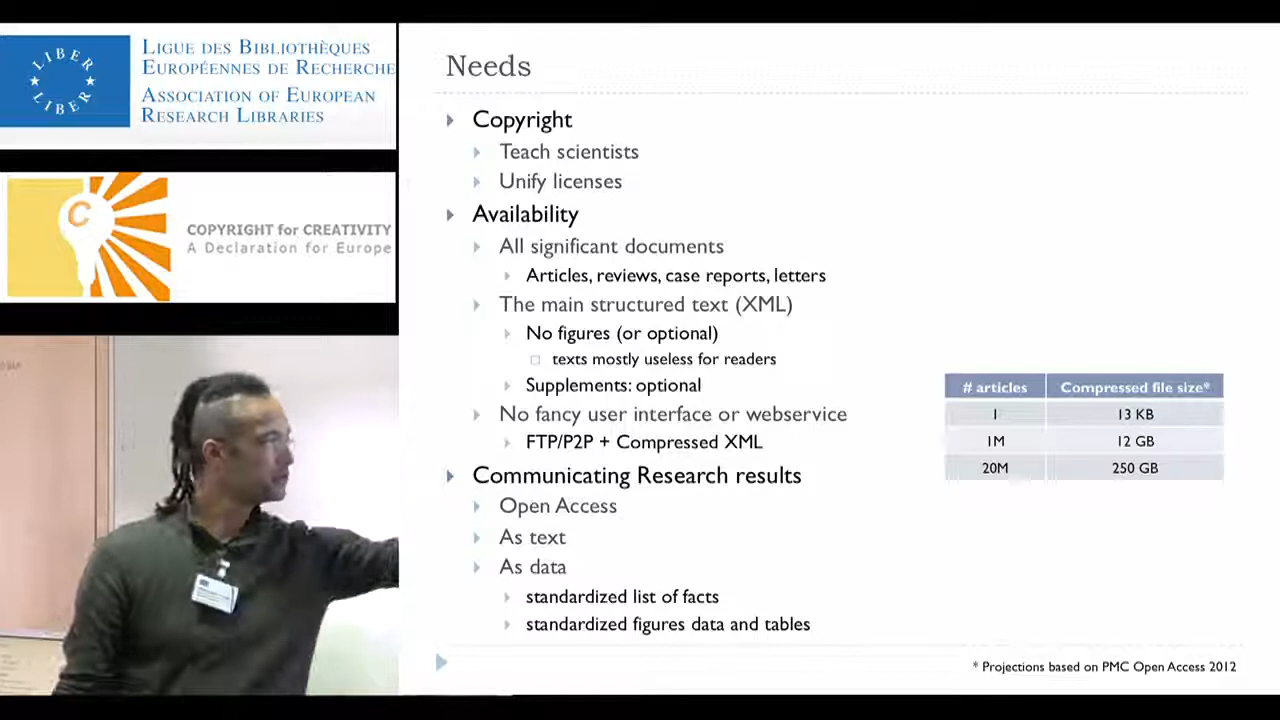 LIBER
LIBER
LIGUE DES BIBLIOTHÈQUES
EUROPÉENNES DE RECHERCHE
ASSOCIATION OF EUROPEAN
RESEARCH LIBRARIES
C
COPYRIGHT for CREATIVITY
A Declaration for Europe
Needs
Copyright
Teach scientists
Unify licenses
Availability
All significant documents
Articles, reviews, case reports, letters
The main structured text (XML)
No figures (or optional)
texts mostly useless for readers
Supplements: optional
No fancy user interface or webservice
FTP/P2P + Compressed XML
Communicating Research results
Open Access
As text
As data
standardized list of facts
standardized figures data and tables
# articles Compressed file size*
1 13 KB
1M 12 GB
20M 250 GB
* Projections based on PMC Open Access 2012